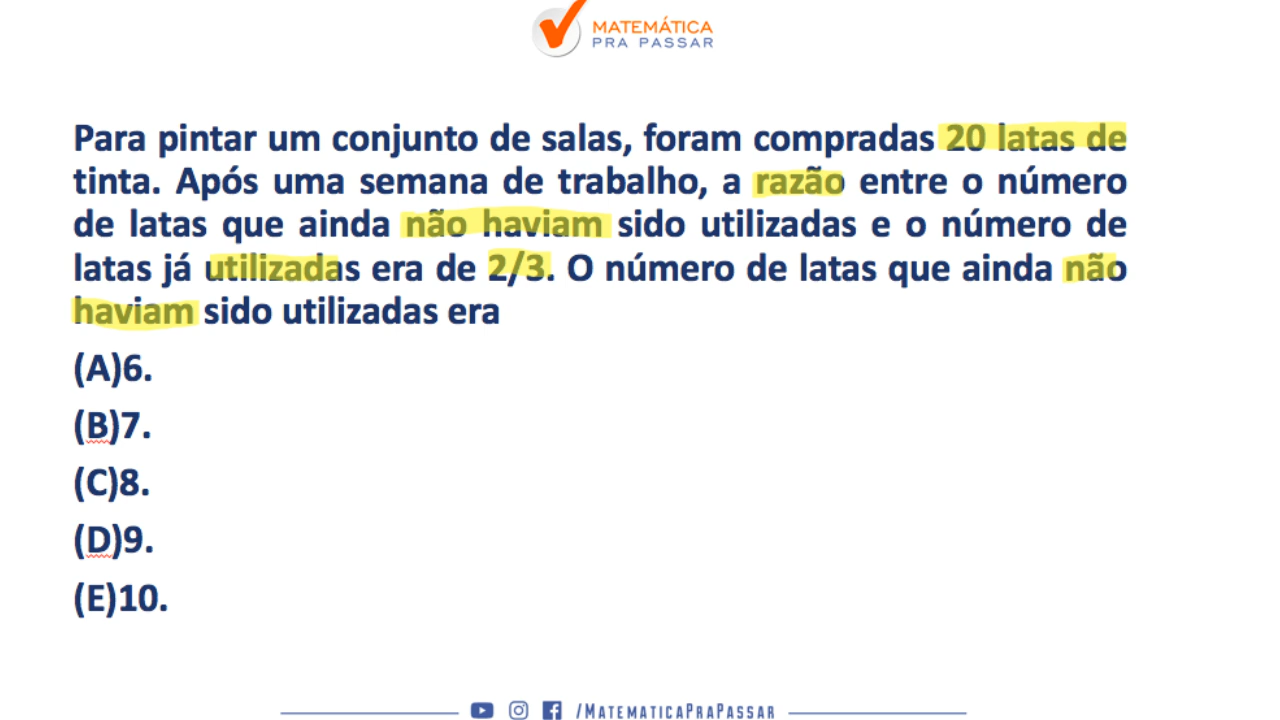 MATEMÁTICA
PRA PASSAR
Para pintar um conjunto de salas, foram compradas 20 latas de
tinta. Após uma semana de trabalho, a razão entre o número
de latas que ainda não haviam sido utilizadas e o número de
latas já utilizadas era de 2/3. O número de latas que ainda não
haviam sido utilizadas era
(A)6.
(B)7.
(C)8.
(D)9.
(E)10.
/MATEMATICAPRAPASSAR